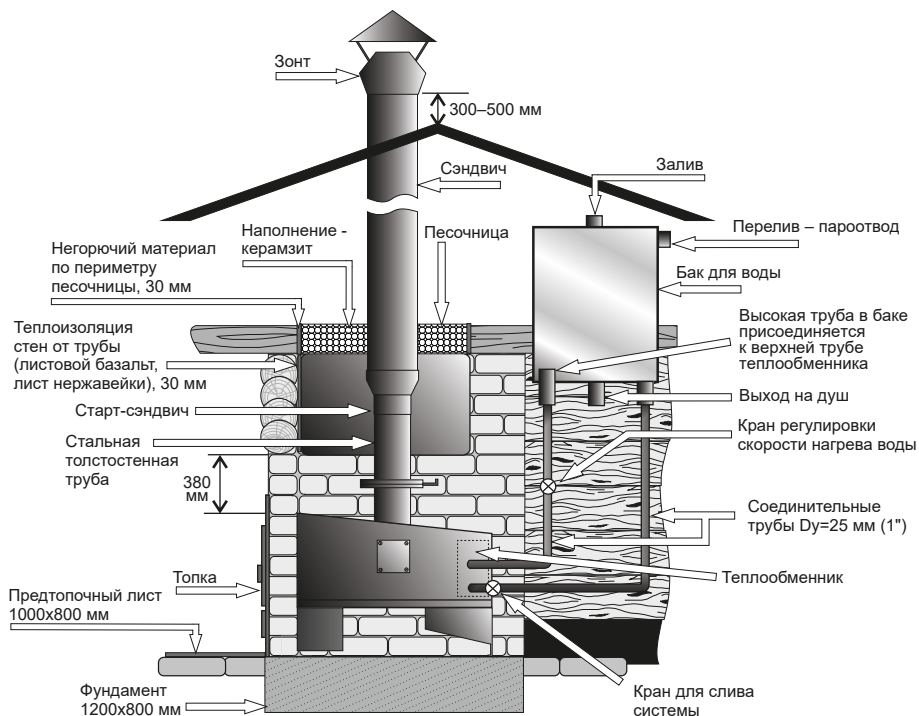 Зонт
300–500 мм
Сэндвич
Залив
Перелив – пароотвод
Бак для воды
Негорючий материал
по периметру
песочницы, 30 мм
Наполнение -
керамзит
Песочница
Теплоизоляция
стен от трубы
(листовой базальт,
лист нержавейки), 30 мм
Высокая труба в баке
присоединяется
к верхней трубе
теплообменника
Выход на душ
Старт-сэндвич
Стальная
толстостенная
труба
Кран регулировки
скорости нагрева воды
380
мм
Соединительные
трубы Dy=25 мм (1")
Топка
Теплообменник
Предтопочный лист
1000х800 мм
Фундамент
1200х800 мм
Кран для слива
системы